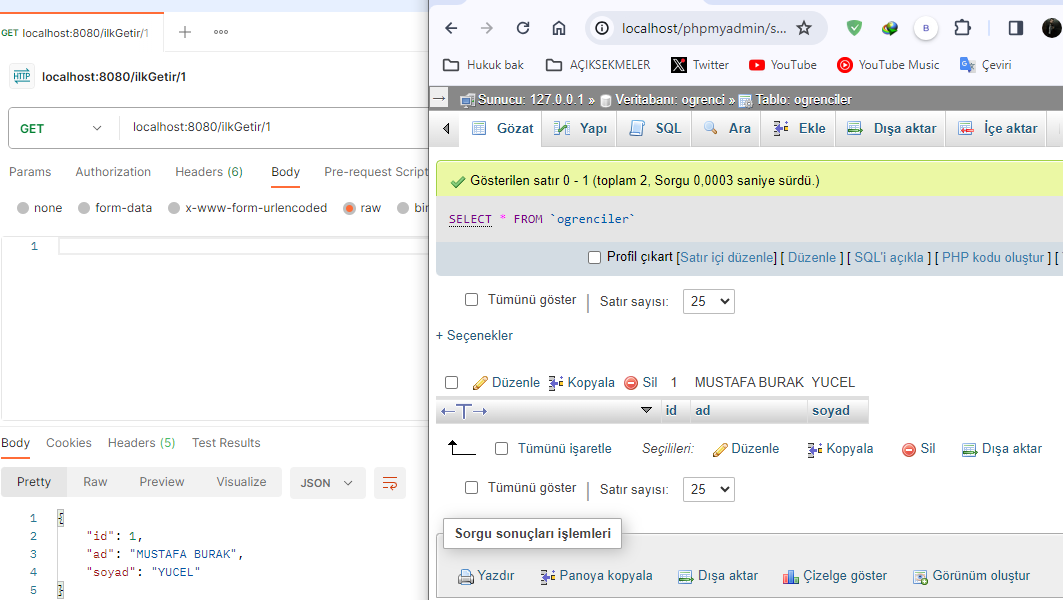 GET localhost:8080/ilkGetir/1
HTTP localhost:8080/ilkGetir/1
GET localhost:8080/ilkGetir/1
Params Authorization Headers (6) Body Pre-request Script
none form-data x-www-form-urlencoded raw bin
1
Body Cookies Headers (5) Test Results
Pretty Raw Preview Visualize JSON
1 {
2 "id": 1,
3 "ad": "MUSTAFA BURAK",
4 "soyad": "YUCEL"
5 }
localhost/phpmyadmin/s...
B
Hukuk bak AÇIKSEKMELER Twitter YouTube YouTube Music Çeviri
Sunucu: 127.0.0.1 » Veritabanı: ogrenci » Tablo: ogrenciler
Gözat Yapı SQL Ara Ekle Dışa aktar İçe aktar
Gösterilen satır 0 - 1 (toplam 2, Sorgu 0,0003 saniye sürdü.)
SELECT * FROM `ogrenciler`
Profil çıkart [Satır içi düzenle] [ Düzenle ] [ SQL'i açıkla ] [ PHP kodu oluştur ] [
Tümünü göster Satır sayısı: 25
+ Seçenekler
Düzenle Kopyala Sil 1 MUSTAFA BURAK YUCEL
←T→ id ad soyad
Tümünü işaretle Seçilileri: Düzenle Kopyala Sil Dışa aktar
Tümünü göster Satır sayısı: 25
Sorgu sonuçları işlemleri
Yazdır Panoya kopyala Dışa aktar Çizelge göster Görünüm oluştur